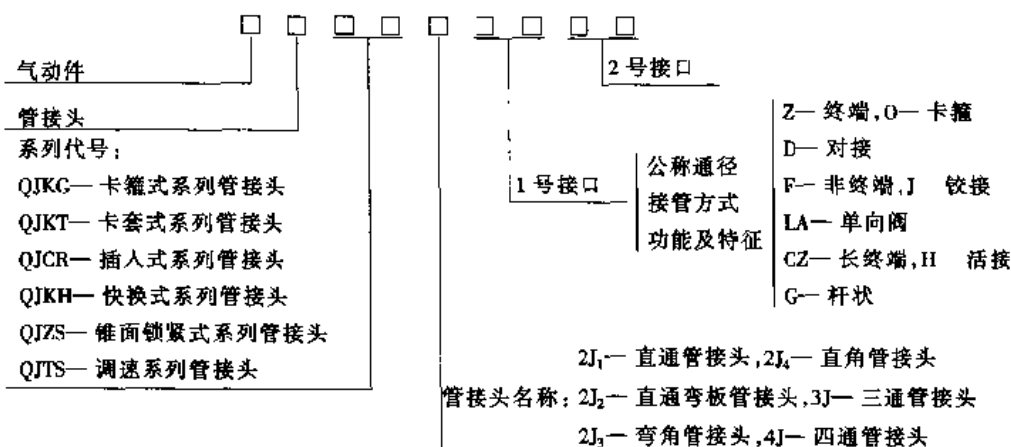 □ □ □ □ □ □ □ □ □
气动件
2 号接口
管接头
系列代号：
QJKG— 卡箍式系列管接头
QJKT— 卡套式系列管接头
QJCR— 插入式系列管接头
QJKH— 快换式系列管接头
QJZS— 锥面锁紧式系列管接头
QJTS— 调速系列管接头
1 号接口
公称通径
接管方式
功能及特征
Z— 终端,O— 卡箍
D— 对接
F— 非终端,J 铰接
LA— 单向阀
CZ— 长终端,H 活接
G— 杆状
2J₁— 直通管接头,2J₄— 直角管接头
管接头名称：2J₂— 直通弯板管接头,3J— 三通管接头
2J₃— 弯角管接头,4J— 四通管接头